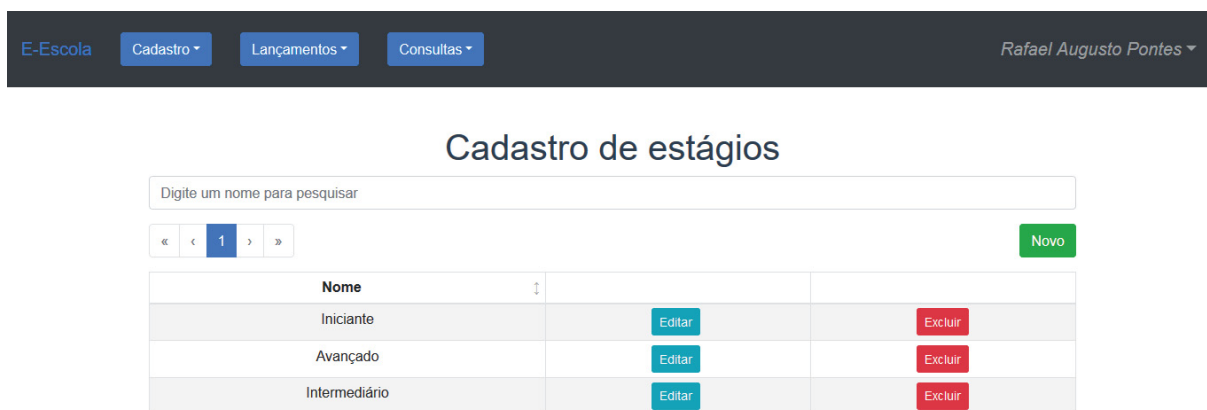 E-Escola Cadastro Lançamentos Consultas Rafael Augusto Pontes
Cadastro de estágios
Digite um nome para pesquisar
« ‹ 1 › » Novo
Nome
Iniciante Editar Excluir
Avançado Editar Excluir
Intermediário Editar Excluir